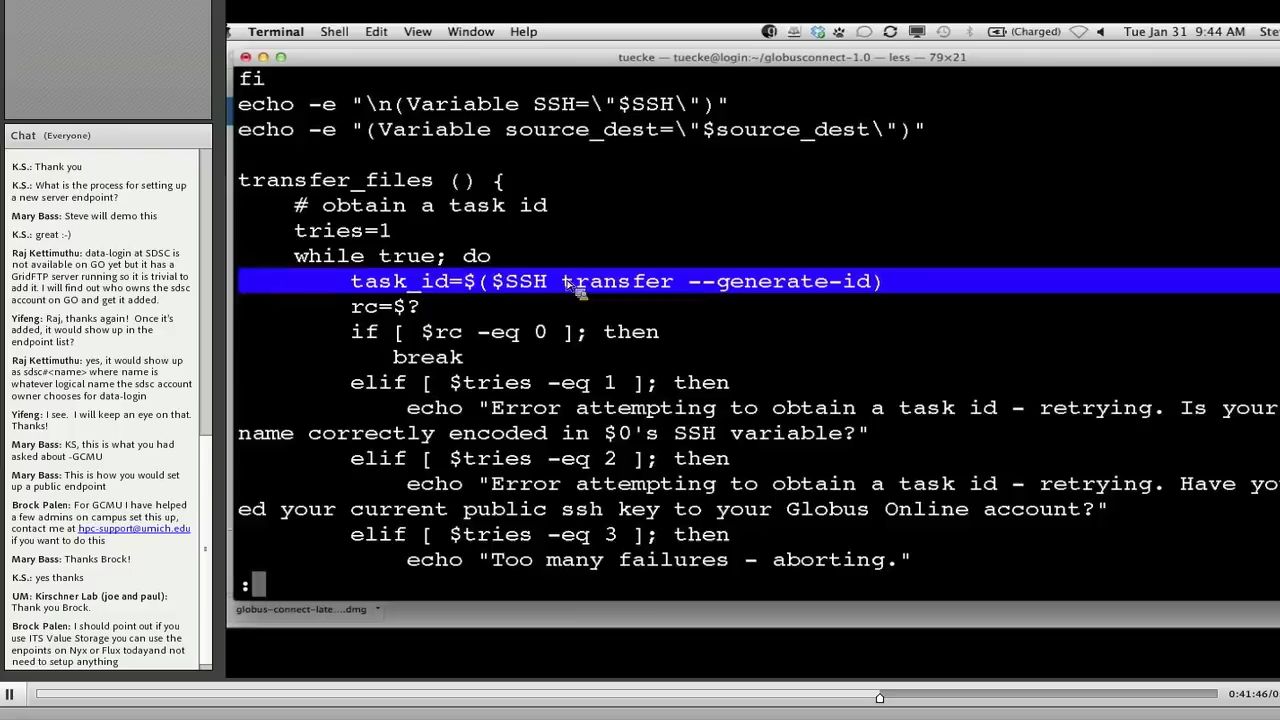 Terminal Shell Edit View Window Help (Charged) Tue Jan 31 9:44 AM Ste
tuecke — tuecke@login:~/globusconnect-1.0 — less — 79×21
Chat (Everyone)
K.S.: Thank you
K.S.: What is the process for setting up
a new server endpoint?
Mary Bass: Steve will demo this
K.S.: great :-)
Raj Kettimuthu: data-login at SDSC is
not available on GO yet but it has a
GridFTP server running so it is trivial to
add it. I will find out who owns the sdsc
account on GO and get it added.
Yifeng: Raj, thanks again!  Once it's
added, it would show up in the
endpoint list?
Raj Kettimuthu: yes, it would show up
as sdsc#<name> where name is
whatever logical name the sdsc account
owner chooses for data-login
Yifeng: I see.  I will keep an eye on that.
Thanks!
Mary Bass: KS, this is what you had
asked about -GCMU
Mary Bass: This is how you would set
up a public endpoint
Brock Palen: For GCMU I have helped
a few admins on campus set this up,
contact me at hpc-support@umich.edu
if you want to do this
Mary Bass: Thanks Brock!
K.S.: yes thanks
UM: Kirschner Lab (joe and paul):
Thank you Brock.
Brock Palen: I should point out if you
use ITS Value Storage you can use the
enpoints on Nyx or Flux todayand not
need to setup anything
fi
echo -e "\n(Variable SSH=\"$SSH\")"
echo -e "(Variable source_dest=\"$source_dest\")"
transfer_files () {
# obtain a task id
tries=1
while true; do
task_id=$($SSH transfer --generate-id)
rc=$?
if [ $rc -eq 0 ]; then
break
elif [ $tries -eq 1 ]; then
echo "Error attempting to obtain a task id - retrying. Is your
name correctly encoded in $0's SSH variable?"
elif [ $tries -eq 2 ]; then
echo "Error attempting to obtain a task id - retrying. Have yo
ed your current public ssh key to your Globus Online account?"
elif [ $tries -eq 3 ]; then
echo "Too many failures - aborting."
:
globus-connect-late....dmg
0:41:46/0